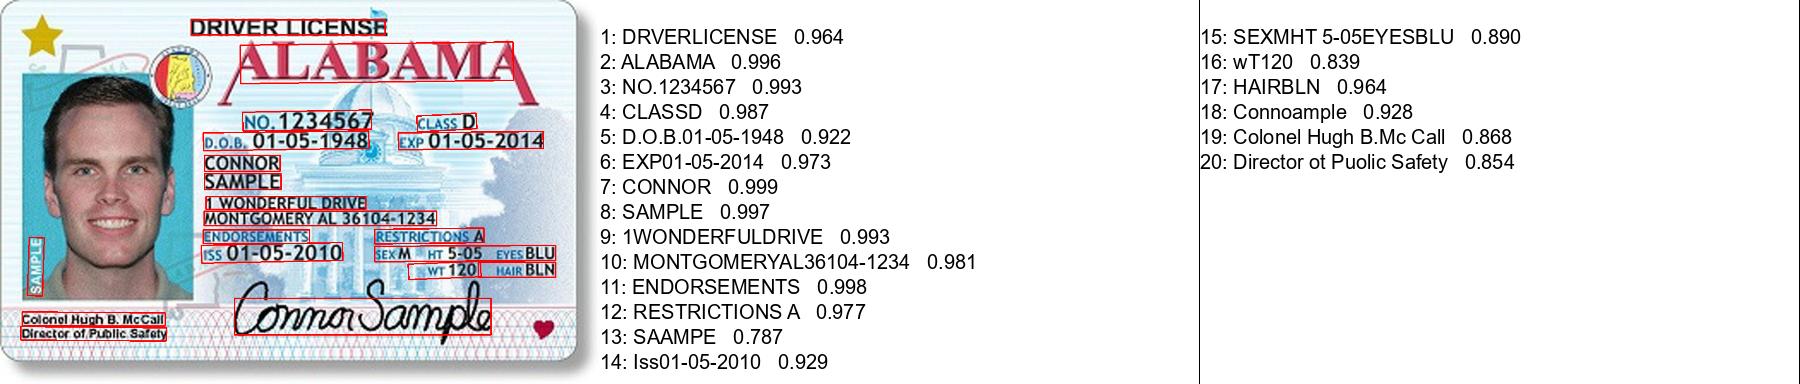 DRIVER LICENSE
ALABAMA
NO. 1234567 CLASS D
D.O.B. 01-05-1948 EXP 01-05-2014
CONNOR
SAMPLE
1 WONDERFUL DRIVE
MONTGOMERY AL 36104-1234
ENDORSEMENTS RESTRICTIONS A
ISS 01-05-2010 SEX M HT 5-05 EYES BLU
WT 120 HAIR BLN
SAMPLE
Connor Sample
Colonel Hugh B. McCall
Director of Public Safety
1: DRVERLICENSE 0.964
2: ALABAMA 0.996
3: NO.1234567 0.993
4: CLASSD 0.987
5: D.O.B.01-05-1948 0.922
6: EXP01-05-2014 0.973
7: CONNOR 0.999
8: SAMPLE 0.997
9: 1WONDERFULDRIVE 0.993
10: MONTGOMERYAL36104-1234 0.981
11: ENDORSEMENTS 0.998
12: RESTRICTIONS A 0.977
13: SAAMPE 0.787
14: Iss01-05-2010 0.929
15: SEXMHT 5-05EYESBLU 0.890
16: wT120 0.839
17: HAIRBLN 0.964
18: Connoample 0.928
19: Colonel Hugh B.Mc Call 0.868
20: Director ot Puolic Safety 0.854